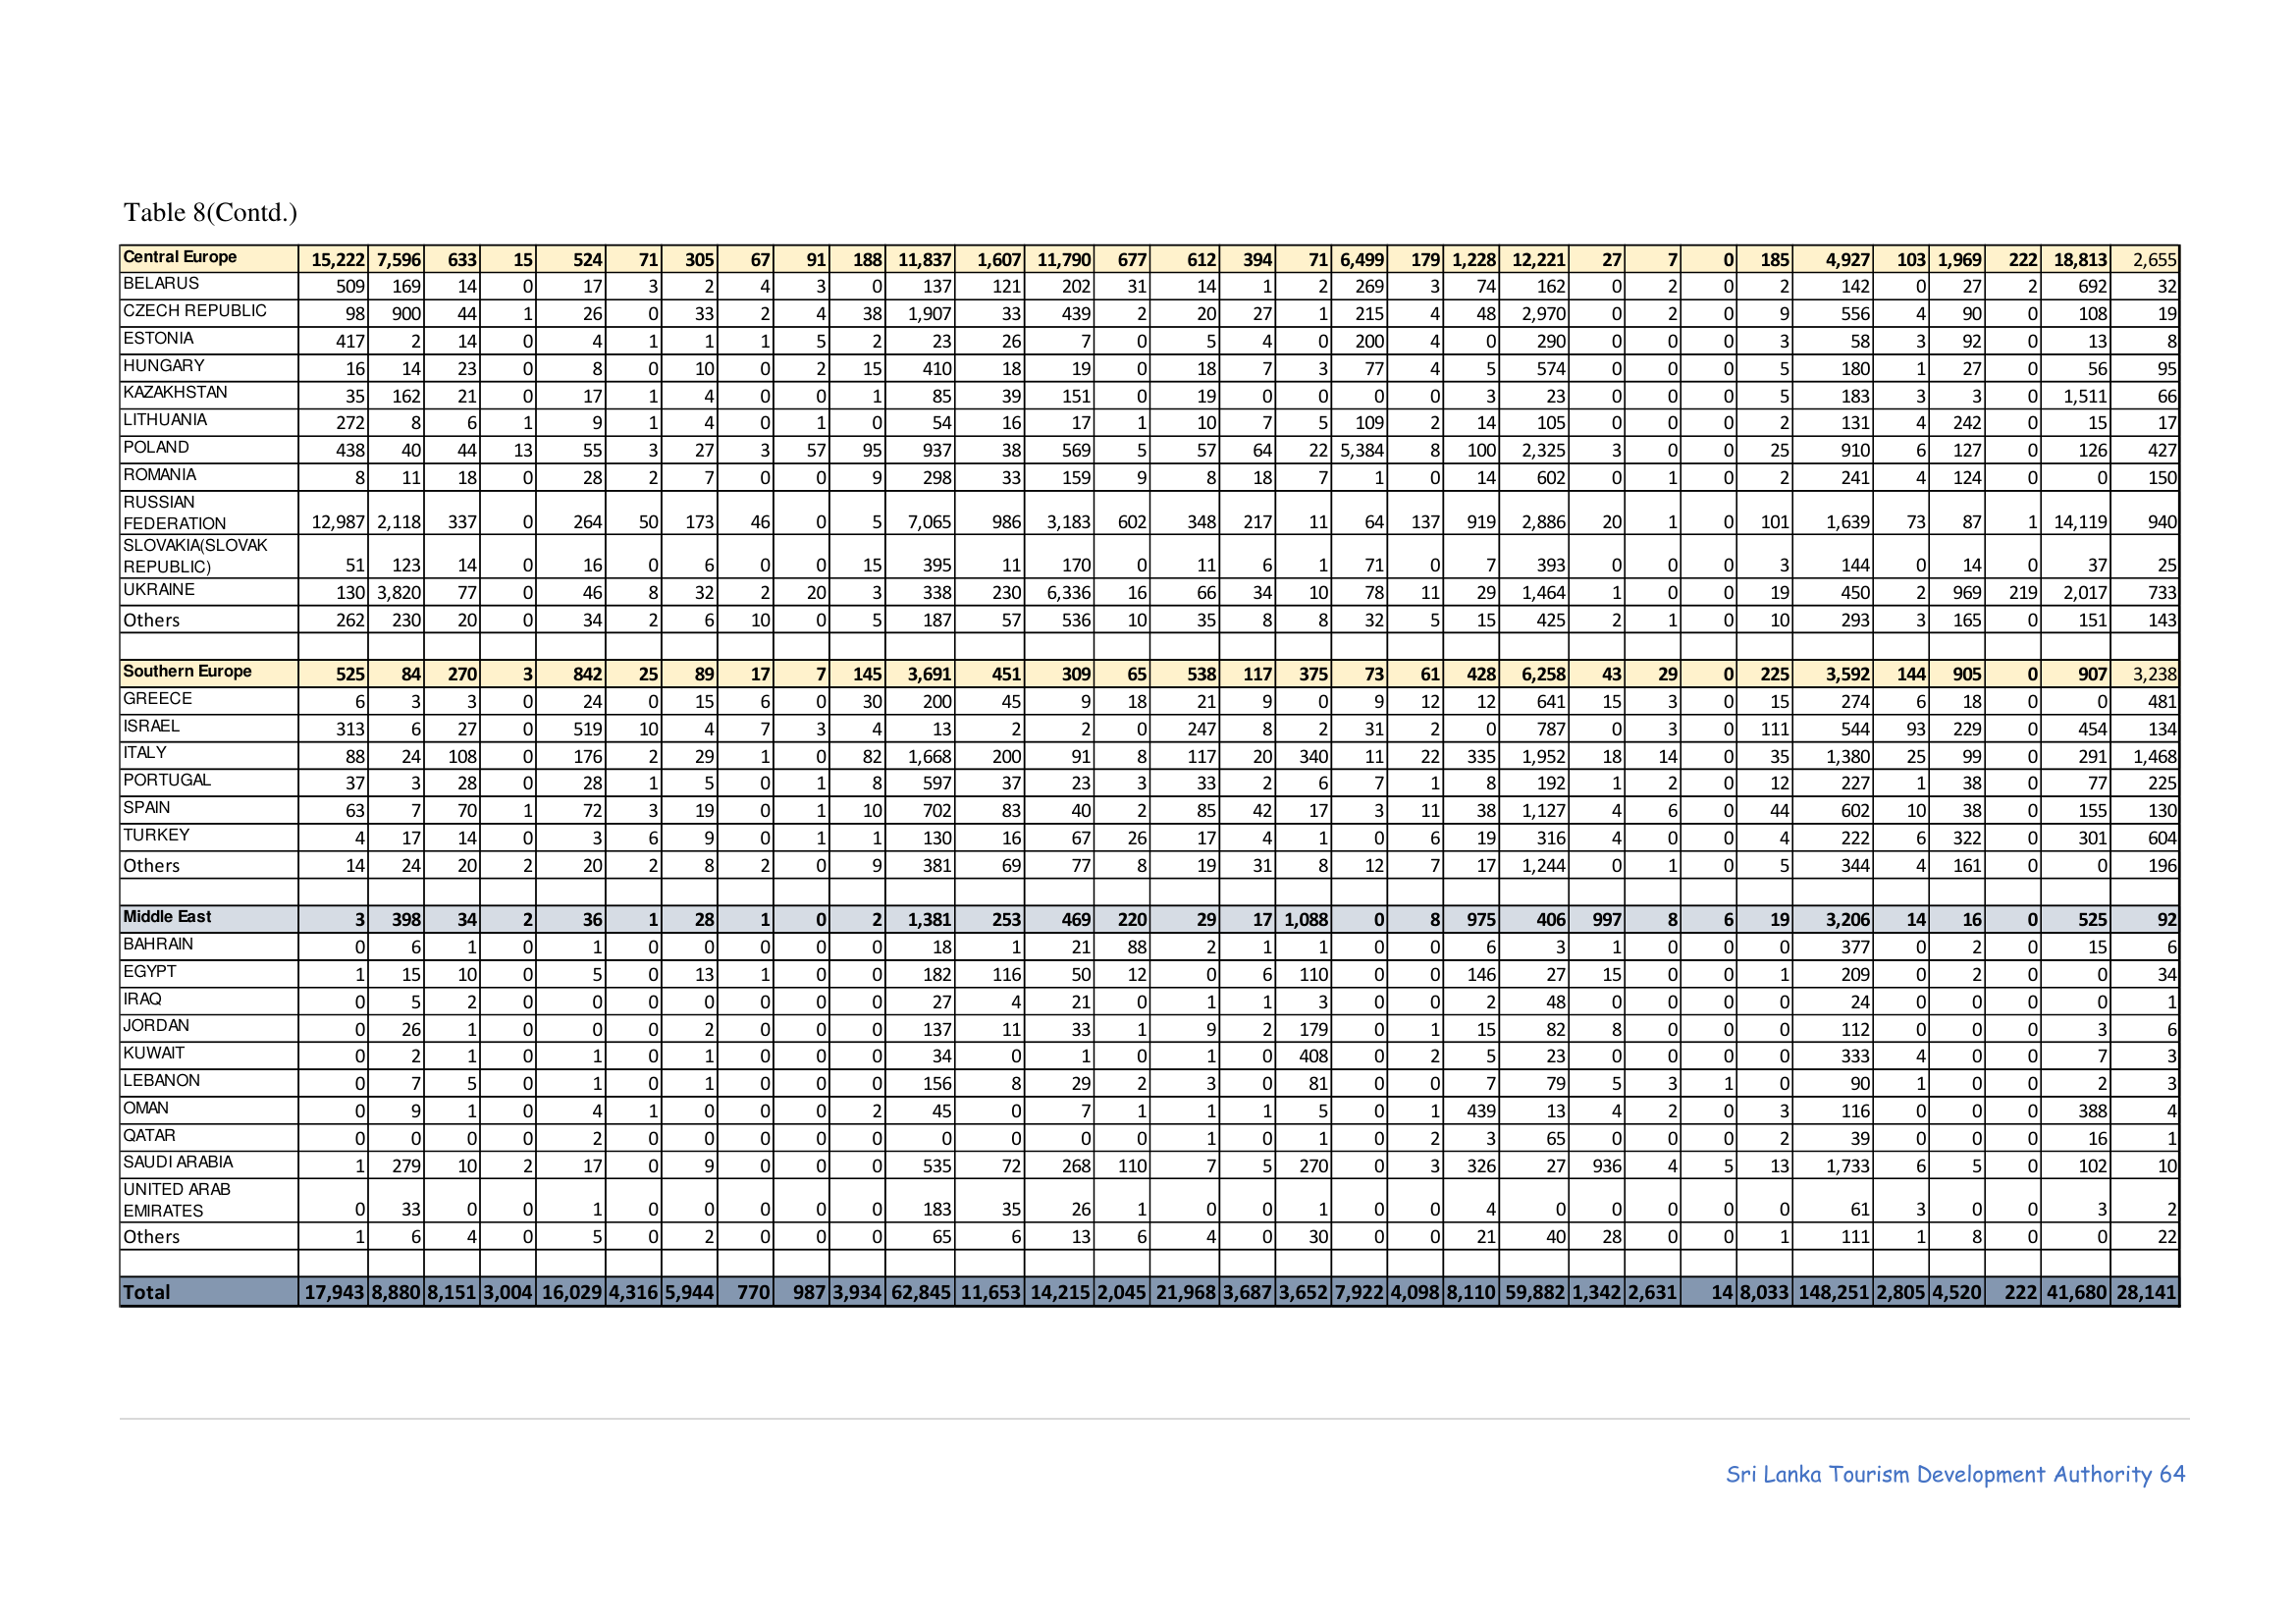 Table 8(Contd.)
Central Europe 15,222 7,596 633 15 524 71 305 67 91 188 11,837 1,607 11,790 677 612 394 71 6,499 179 1,228 12,221 27 7 0 185 4,927 103 1,969 222 18,813 2,655
BELARUS 509 169 14 0 17 3 2 4 3 0 137 121 202 31 14 1 2 269 3 74 162 0 2 0 2 142 0 27 2 692 32
CZECH REPUBLIC 98 900 44 1 26 0 33 2 4 38 1,907 33 439 2 20 27 1 215 4 48 2,970 0 2 0 9 556 4 90 0 108 19
ESTONIA 417 2 14 0 4 1 1 1 5 2 23 26 7 0 5 4 0 200 4 0 290 0 0 0 3 58 3 92 0 13 8
HUNGARY 16 14 23 0 8 0 10 0 2 15 410 18 19 0 18 7 3 77 4 5 574 0 0 0 5 180 1 27 0 56 95
KAZAKHSTAN 35 162 21 0 17 1 4 0 0 1 85 39 151 0 19 0 0 0 0 3 23 0 0 0 5 183 3 3 0 1,511 66
LITHUANIA 272 8 6 1 9 1 4 0 1 0 54 16 17 1 10 7 5 109 2 14 105 0 0 0 2 131 4 242 0 15 17
POLAND 438 40 44 13 55 3 27 3 57 95 937 38 569 5 57 64 22 5,384 8 100 2,325 3 0 0 25 910 6 127 0 126 427
ROMANIA 8 11 18 0 28 2 7 0 0 9 298 33 159 9 8 18 7 1 0 14 602 0 1 0 2 241 4 124 0 0 150
RUSSIAN
FEDERATION 12,987 2,118 337 0 264 50 173 46 0 5 7,065 986 3,183 602 348 217 11 64 137 919 2,886 20 1 0 101 1,639 73 87 1 14,119 940
SLOVAKIA(SLOVAK
REPUBLIC) 51 123 14 0 16 0 6 0 0 15 395 11 170 0 11 6 1 71 0 7 393 0 0 0 3 144 0 14 0 37 25
UKRAINE 130 3,820 77 0 46 8 32 2 20 3 338 230 6,336 16 66 34 10 78 11 29 1,464 1 0 0 19 450 2 969 219 2,017 733
Others 262 230 20 0 34 2 6 10 0 5 187 57 536 10 35 8 8 32 5 15 425 2 1 0 10 293 3 165 0 151 143
Southern Europe 525 84 270 3 842 25 89 17 7 145 3,691 451 309 65 538 117 375 73 61 428 6,258 43 29 0 225 3,592 144 905 0 907 3,238
GREECE 6 3 3 0 24 0 15 6 0 30 200 45 9 18 21 9 0 9 12 12 641 15 3 0 15 274 6 18 0 0 481
ISRAEL 313 6 27 0 519 10 4 7 3 4 13 2 2 0 247 8 2 31 2 0 787 0 3 0 111 544 93 229 0 454 134
ITALY 88 24 108 0 176 2 29 1 0 82 1,668 200 91 8 117 20 340 11 22 335 1,952 18 14 0 35 1,380 25 99 0 291 1,468
PORTUGAL 37 3 28 0 28 1 5 0 1 8 597 37 23 3 33 2 6 7 1 8 192 1 2 0 12 227 1 38 0 77 225
SPAIN 63 7 70 1 72 3 19 0 1 10 702 83 40 2 85 42 17 3 11 38 1,127 4 6 0 44 602 10 38 0 155 130
TURKEY 4 17 14 0 3 6 9 0 1 1 130 16 67 26 17 4 1 0 6 19 316 4 0 0 4 222 6 322 0 301 604
Others 14 24 20 2 20 2 8 2 0 9 381 69 77 8 19 31 8 12 7 17 1,244 0 1 0 5 344 4 161 0 0 196
Middle East 3 398 34 2 36 1 28 1 0 2 1,381 253 469 220 29 17 1,088 0 8 975 406 997 8 6 19 3,206 14 16 0 525 92
BAHRAIN 0 6 1 0 1 0 0 0 0 0 18 1 21 88 2 1 1 0 0 6 3 1 0 0 0 377 0 2 0 15 6
EGYPT 1 15 10 0 5 0 13 1 0 0 182 116 50 12 0 6 110 0 0 146 27 15 0 0 1 209 0 2 0 0 34
IRAQ 0 5 2 0 0 0 0 0 0 0 27 4 21 0 1 1 3 0 0 2 48 0 0 0 0 24 0 0 0 0 1
JORDAN 0 26 1 0 0 0 2 0 0 0 137 11 33 1 9 2 179 0 1 15 82 8 0 0 0 112 0 0 0 3 6
KUWAIT 0 2 1 0 1 0 1 0 0 0 34 0 1 0 1 0 408 0 2 5 23 0 0 0 0 333 4 0 0 7 3
LEBANON 0 7 5 0 1 0 1 0 0 0 156 8 29 2 3 0 81 0 0 7 79 5 3 1 0 90 1 0 0 2 3
OMAN 0 9 1 0 4 1 0 0 0 2 45 0 7 1 1 1 5 0 1 439 13 4 2 0 3 116 0 0 0 388 4
QATAR 0 0 0 0 2 0 0 0 0 0 0 0 0 0 1 0 1 0 2 3 65 0 0 0 2 39 0 0 0 16 1
SAUDI ARABIA 1 279 10 2 17 0 9 0 0 0 535 72 268 110 7 5 270 0 3 326 27 936 4 5 13 1,733 6 5 0 102 10
UNITED ARAB
EMIRATES 0 33 0 0 1 0 0 0 0 0 183 35 26 1 0 0 1 0 0 4 0 0 0 0 0 61 3 0 0 3 2
Others 1 6 4 0 5 0 2 0 0 0 65 6 13 6 4 0 30 0 0 21 40 28 0 0 1 111 1 8 0 0 22
Total 17,943 8,880 8,151 3,004 16,029 4,316 5,944 770 987 3,934 62,845 11,653 14,215 2,045 21,968 3,687 3,652 7,922 4,098 8,110 59,882 1,342 2,631 14 8,033 148,251 2,805 4,520 222 41,680 28,141
Sri Lanka Tourism Development Authority 64